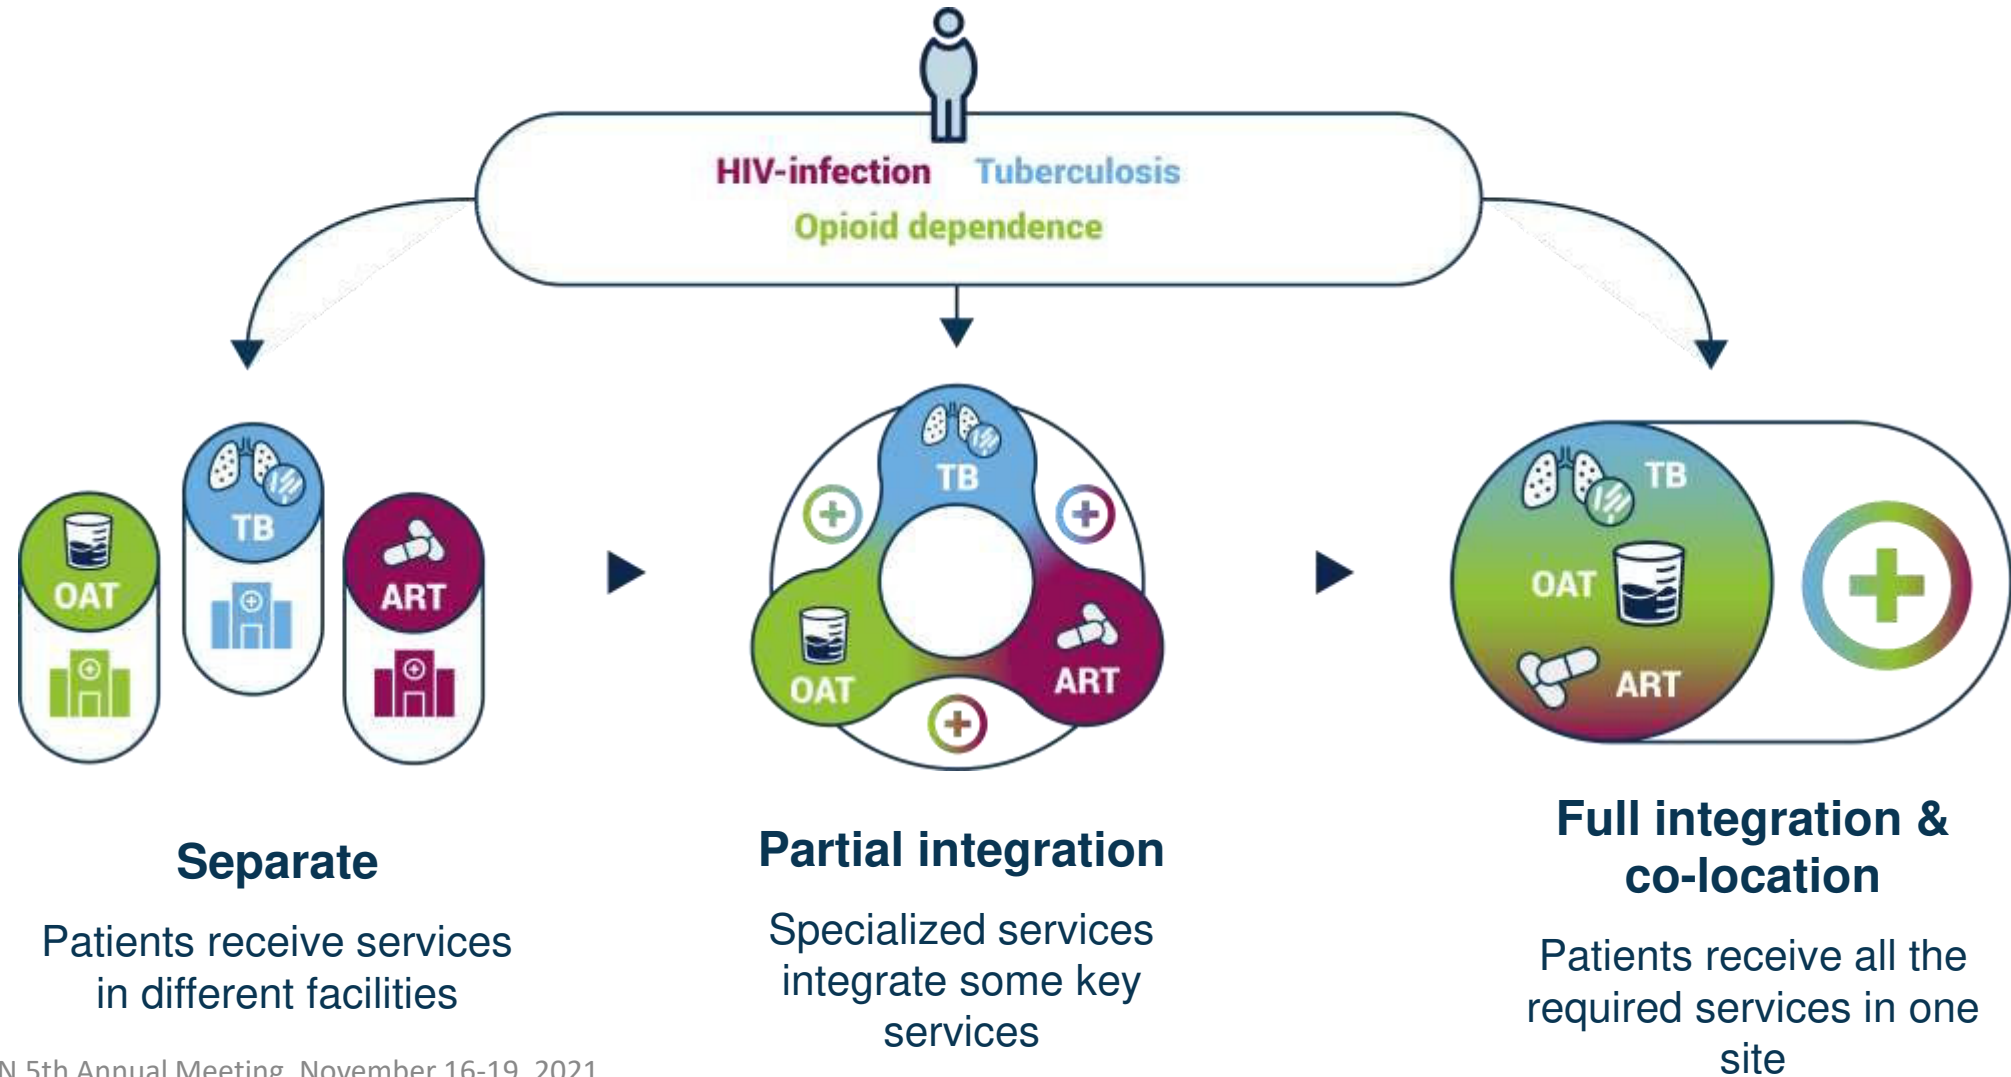 HIV-infection Tuberculosis
Opioid dependence
OAT
TB
ART
TB
OAT
ART
TB
OAT
ART
Separate
Patients receive services
in different facilities
Partial integration
Specialized services
integrate some key
services
Full integration &
co-location
Patients receive all the
required services in one
site
N 5th Annual Meeting, November 16-19, 2021